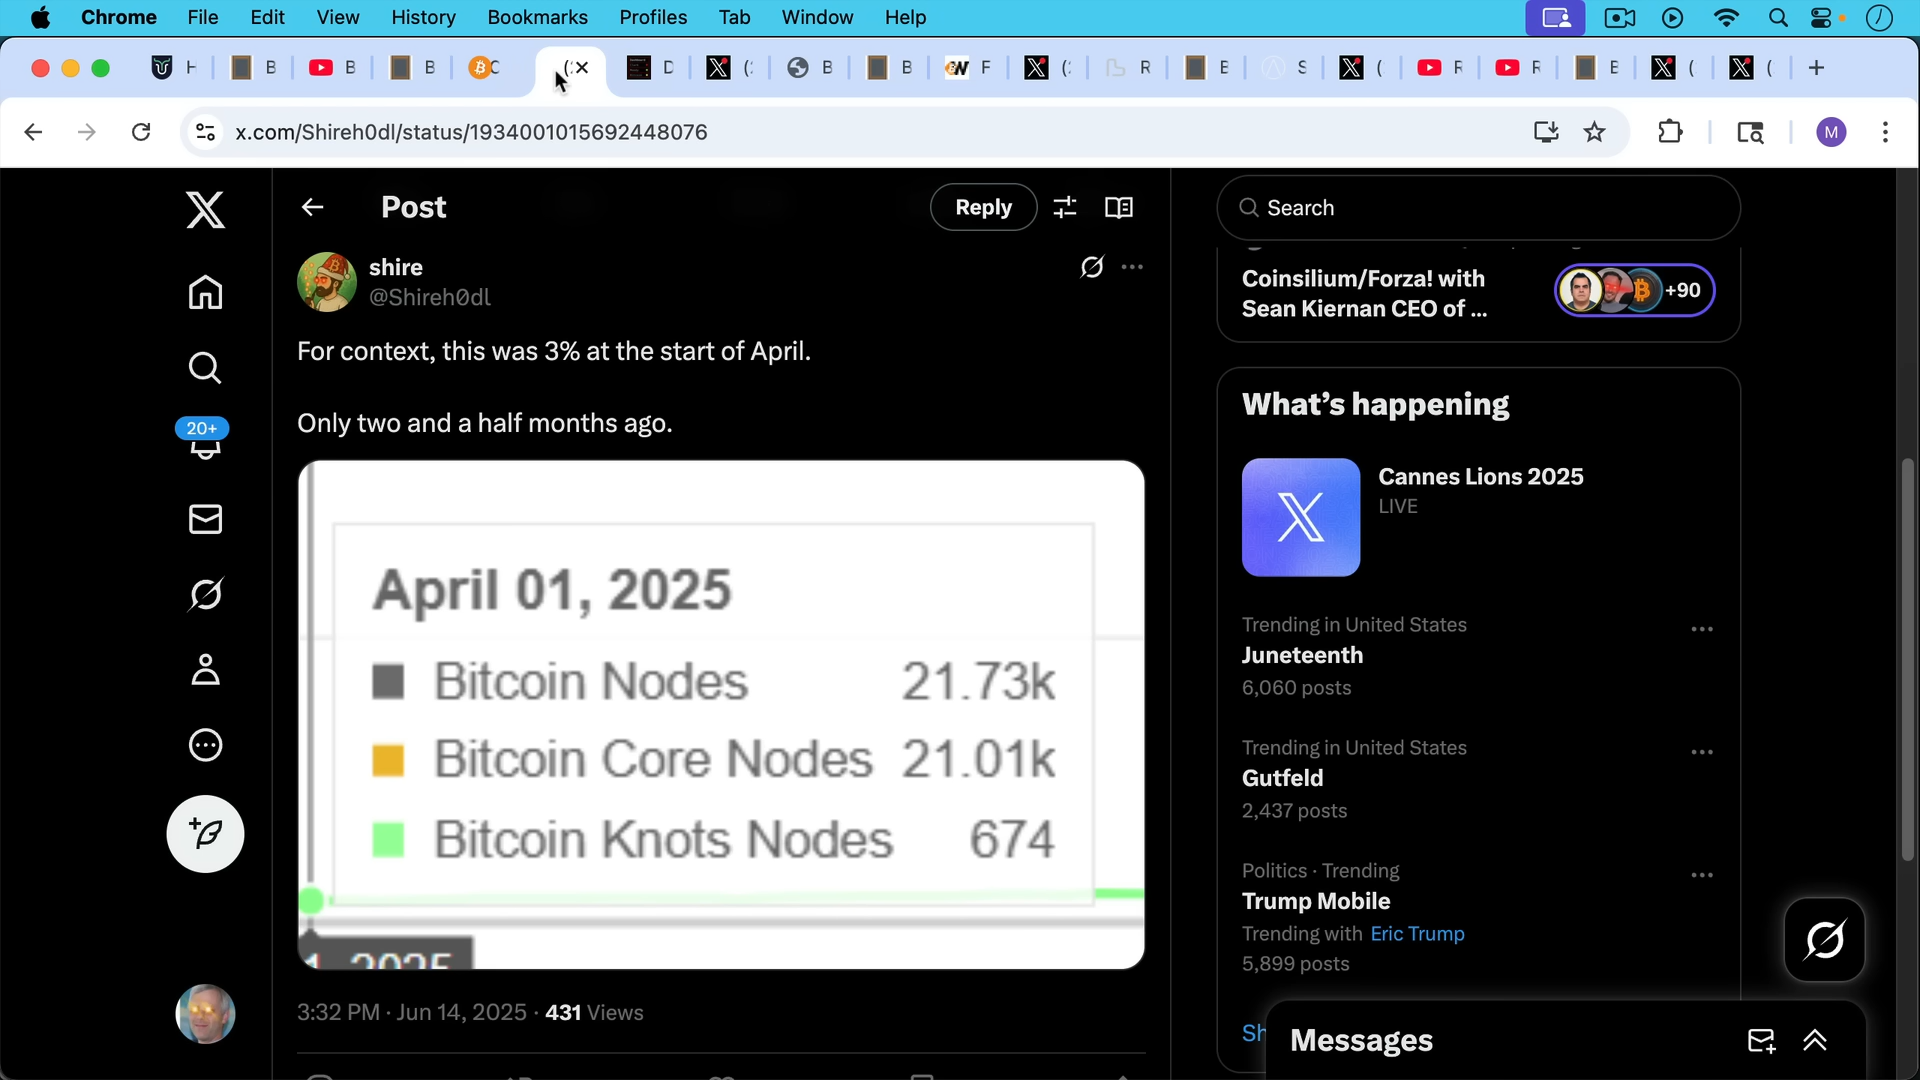 Chrome File Edit View History Bookmarks Profiles Tab Window Help
x.com/Shireh0dl/status/1934001015692448076
M
Post
Reply
Search
shire
@Shireh0dl
For context, this was 3% at the start of April.
Only two and a half months ago.
April 01, 2025
Bitcoin Nodes 21.73k
Bitcoin Core Nodes 21.01k
Bitcoin Knots Nodes 674
1, 2025
3:32 PM · Jun 14, 2025 · 431 Views
20+
Coinsilium/Forza! with
Sean Kiernan CEO of ...
+90
What's happening
Cannes Lions 2025
LIVE
Trending in United States
Juneteenth
6,060 posts
Trending in United States
Gutfeld
2,437 posts
Politics · Trending
Trump Mobile
Trending with Eric Trump
5,899 posts
Sh
Messages